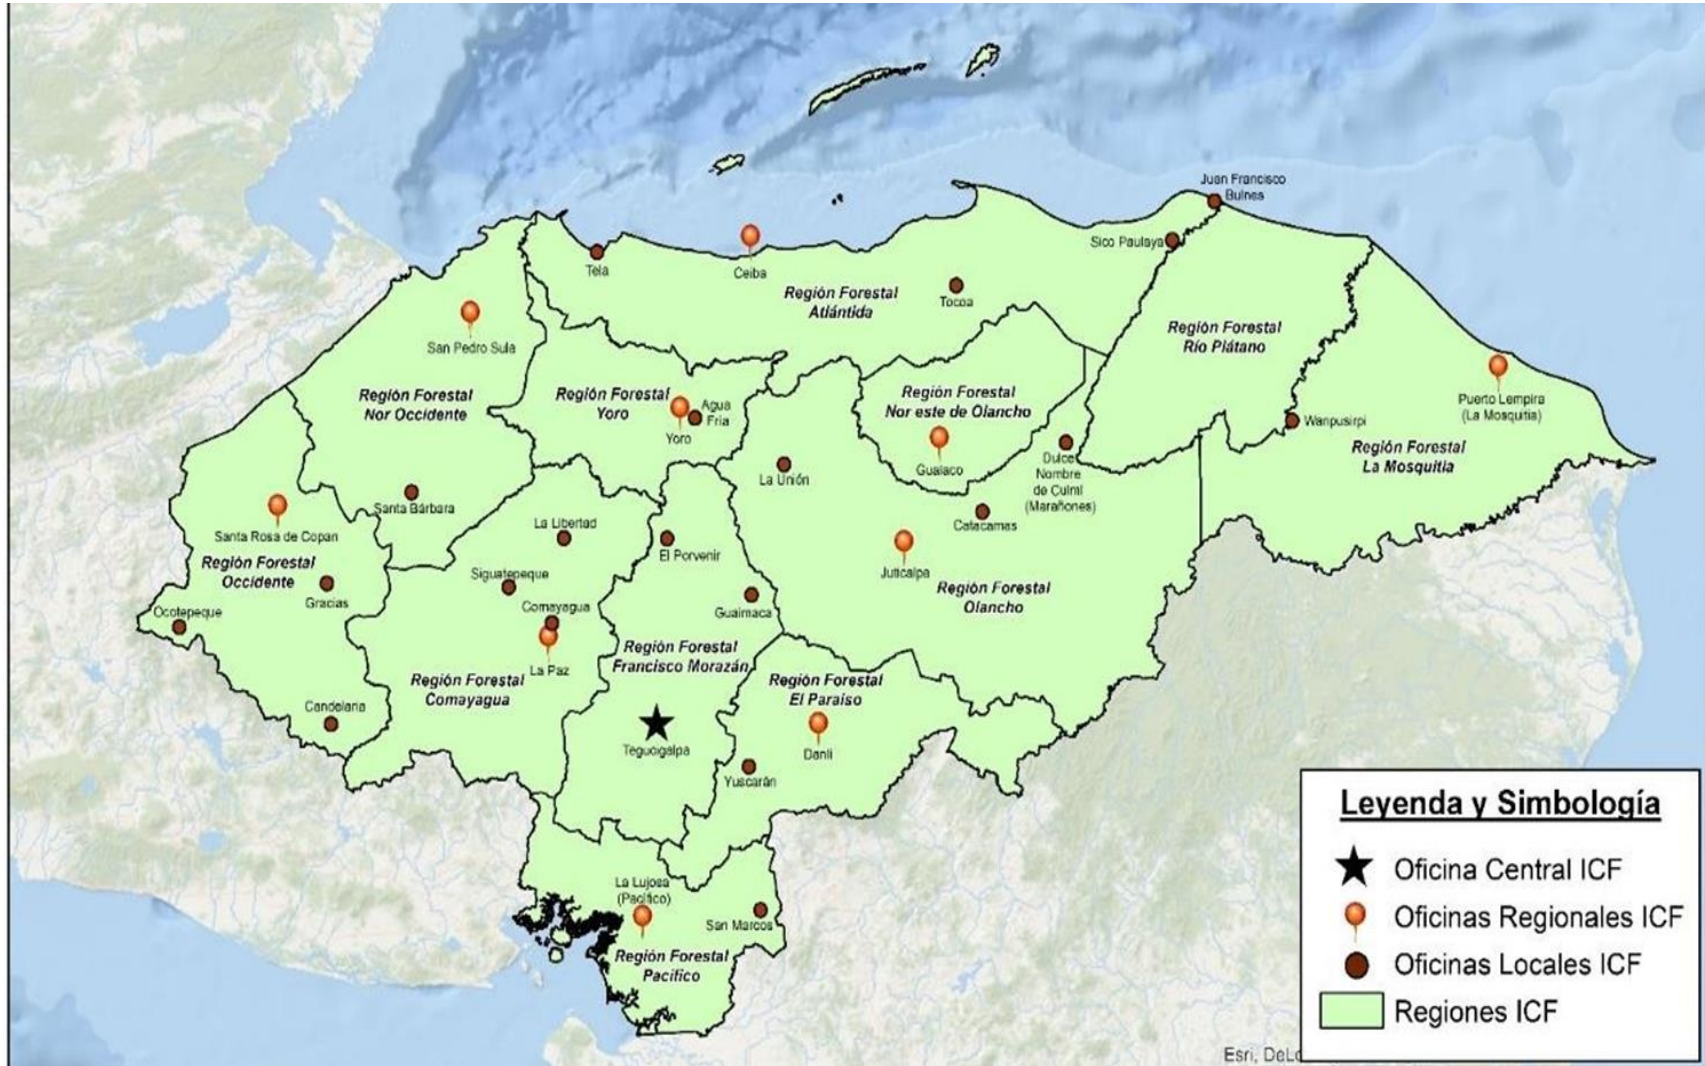 Juan Francisco
Bulnes
Sico Paulaya
Tela
Ceiba
Región Forestal
Atlántida
Tocoa
Región Forestal
Río Plátano
San Pedro Sula
Región Forestal
Nor Occidente
Región Forestal
Yoro
Agua
Fria
Yoro
Región Forestal
Nor este de Olancho
Gualaco
Puerto Lempira
(La Mosquitia)
Wanpusirpi
Región Forestal
La Mosquitia
La Unión
Dulce
Nombre
de Culmí
(Marañones)
Catacamas
Santa Bárbara
Santa Rosa de Copan
Región Forestal
Occidente
Gracias
Ocotepeque
Candelaria
La Libertad
Siguatepeque
Comayagua
La Paz
Región Forestal
Comayagua
El Porvenir
Guaimaca
Región Forestal
Francisco Morazán
Tegucigalpa
Juticalpa
Región Forestal
Olancho
Región Forestal
El Paraiso
Danlí
Yuscarán
La Lujosa
(Pacífico)
San Marcos
Región Forestal
Pacífico
Leyenda y Simbología
Oficina Central ICF
Oficinas Regionales ICF
Oficinas Locales ICF
Regiones ICF
Esri,